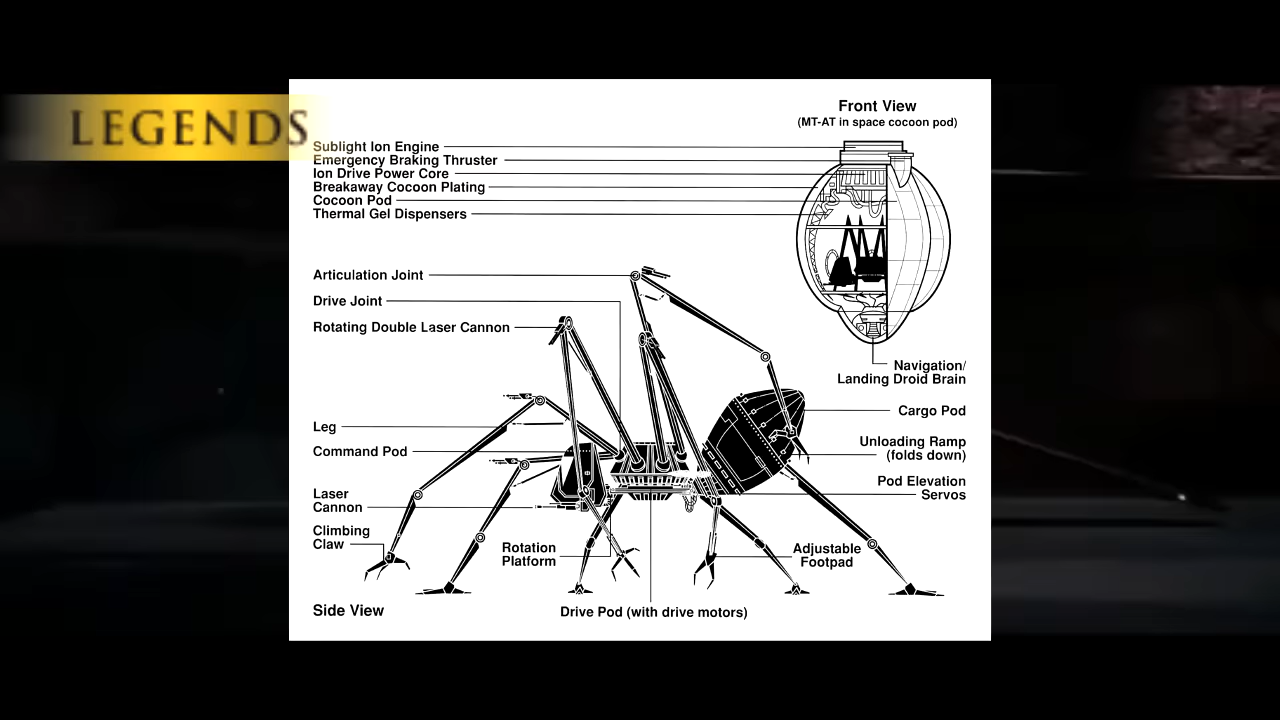 LEGENDS
Front View
(MT-AT in space cocoon pod)
Sublight Ion Engine
Emergency Braking Thruster
Ion Drive Power Core
Breakaway Cocoon Plating
Cocoon Pod
Thermal Gel Dispensers
Articulation Joint
Drive Joint
Rotating Double Laser Cannon
Navigation/
Landing Droid Brain
Cargo Pod
Leg
Unloading Ramp
(folds down)
Command Pod
Pod Elevation
Servos
Laser
Cannon
Climbing
Claw
Rotation
Platform
Adjustable
Footpad
Side View
Drive Pod (with drive motors)